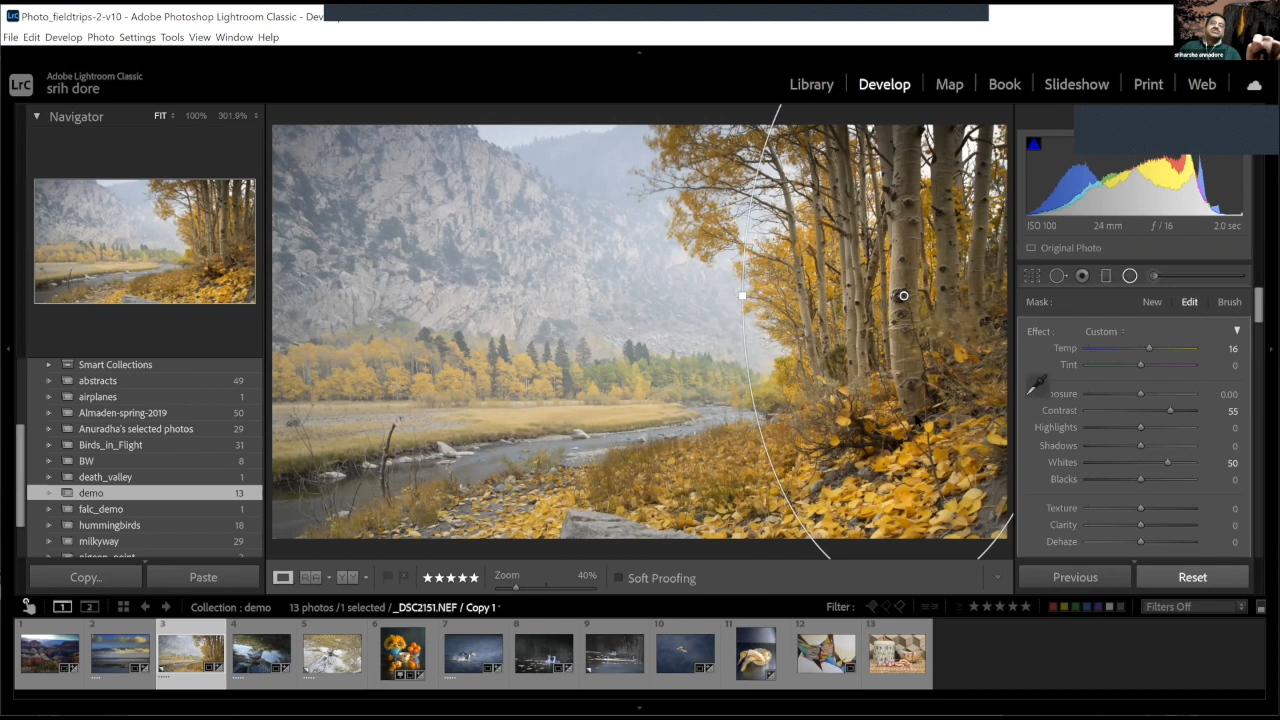 LrC Photo_fieldtrips-2-v10 - Adobe Photoshop Lightroom Classic - Dev
File Edit Develop Photo Settings Tools View Window Help
sriharsha annadore
LrC
Adobe Lightroom Classic
srih dore
Library
Develop
Map
Book
Slideshow
Print
Web
Navigator
FIT
100%
301.9%
Smart Collections
abstracts 49
airplanes 1
Almaden-spring-2019 50
Anuradha's selected photos 29
Birds_in_Flight 31
BW 8
death_valley 1
demo 13
falc_demo 1
hummingbirds 18
milkyway 29
Copy...
Paste
ISO 100
24 mm
ƒ / 16
2.0 sec
Original Photo
Mask :
New
Edit
Brush
Effect :
Custom
Temp 16
Tint 0
posure 0.00
Contrast 55
Highlights 0
Shadows 0
Whites 50
Blacks 0
Texture 0
Clarity 0
Dehaze 0
Previous
Reset
RA
YY
★★★★★
Zoom
40%
Soft Proofing
1
2
Collection : demo
13 photos /1 selected / _DSC2151.NEF / Copy 1
Filter :
Filters Off
1
2
3
4
5
6
7
8
9
10
11
12
13